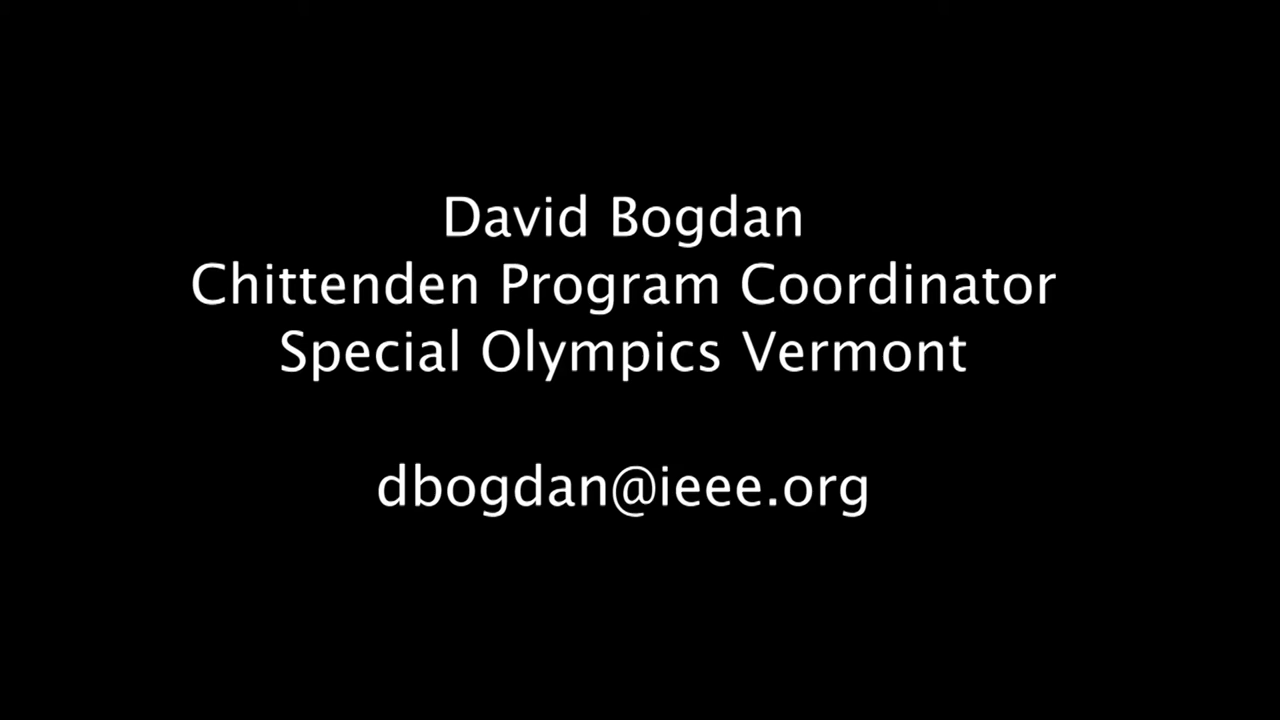 David Bogdan
Chittenden Program Coordinator
Special Olympics Vermont
dbogdan@ieee.org